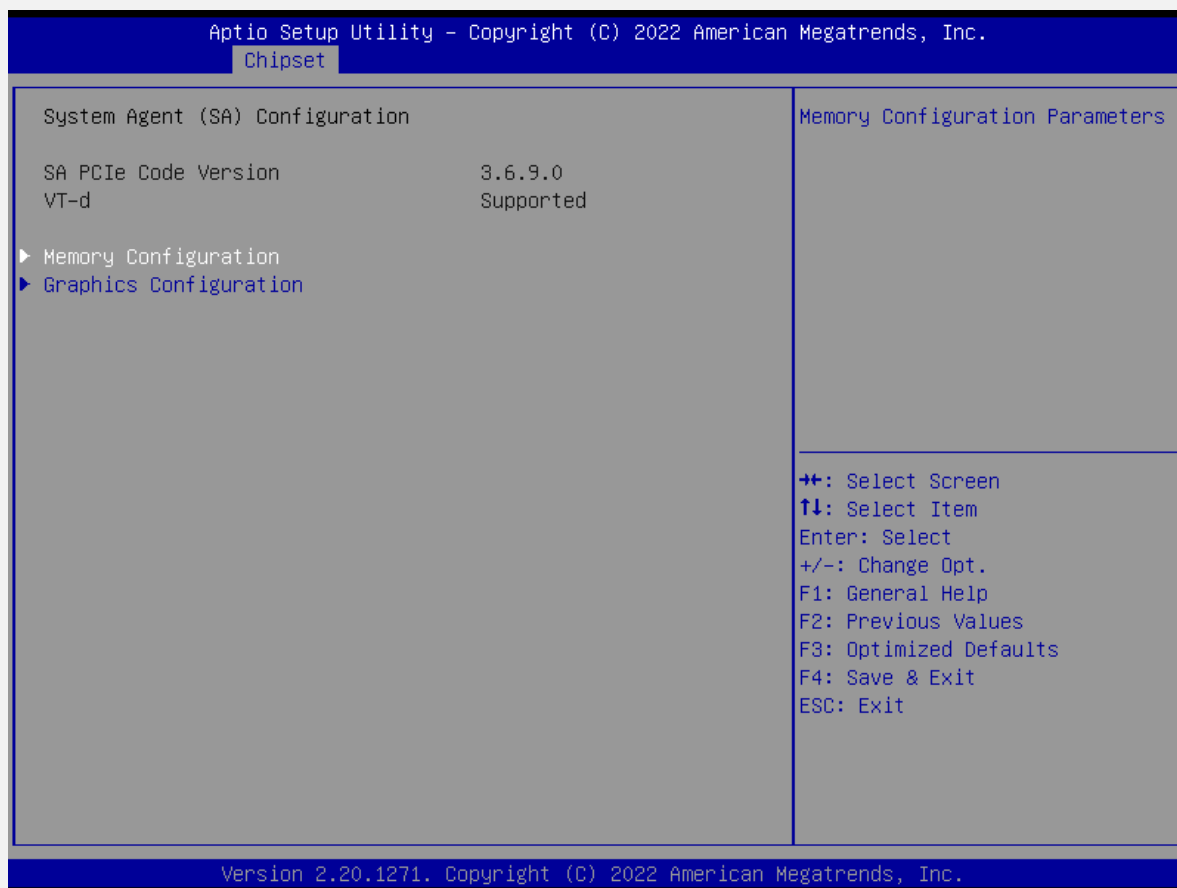 Aptio Setup Utility – Copyright (C) 2022 American Megatrends, Inc.
Chipset
System Agent (SA) Configuration
SA PCIe Code Version 3.6.9.0
VT-d Supported
▶ Memory Configuration
▶ Graphics Configuration
Memory Configuration Parameters
→←: Select Screen
↑↓: Select Item
Enter: Select
+/-: Change Opt.
F1: General Help
F2: Previous Values
F3: Optimized Defaults
F4: Save & Exit
ESC: Exit
Version 2.20.1271. Copyright (C) 2022 American Megatrends, Inc.